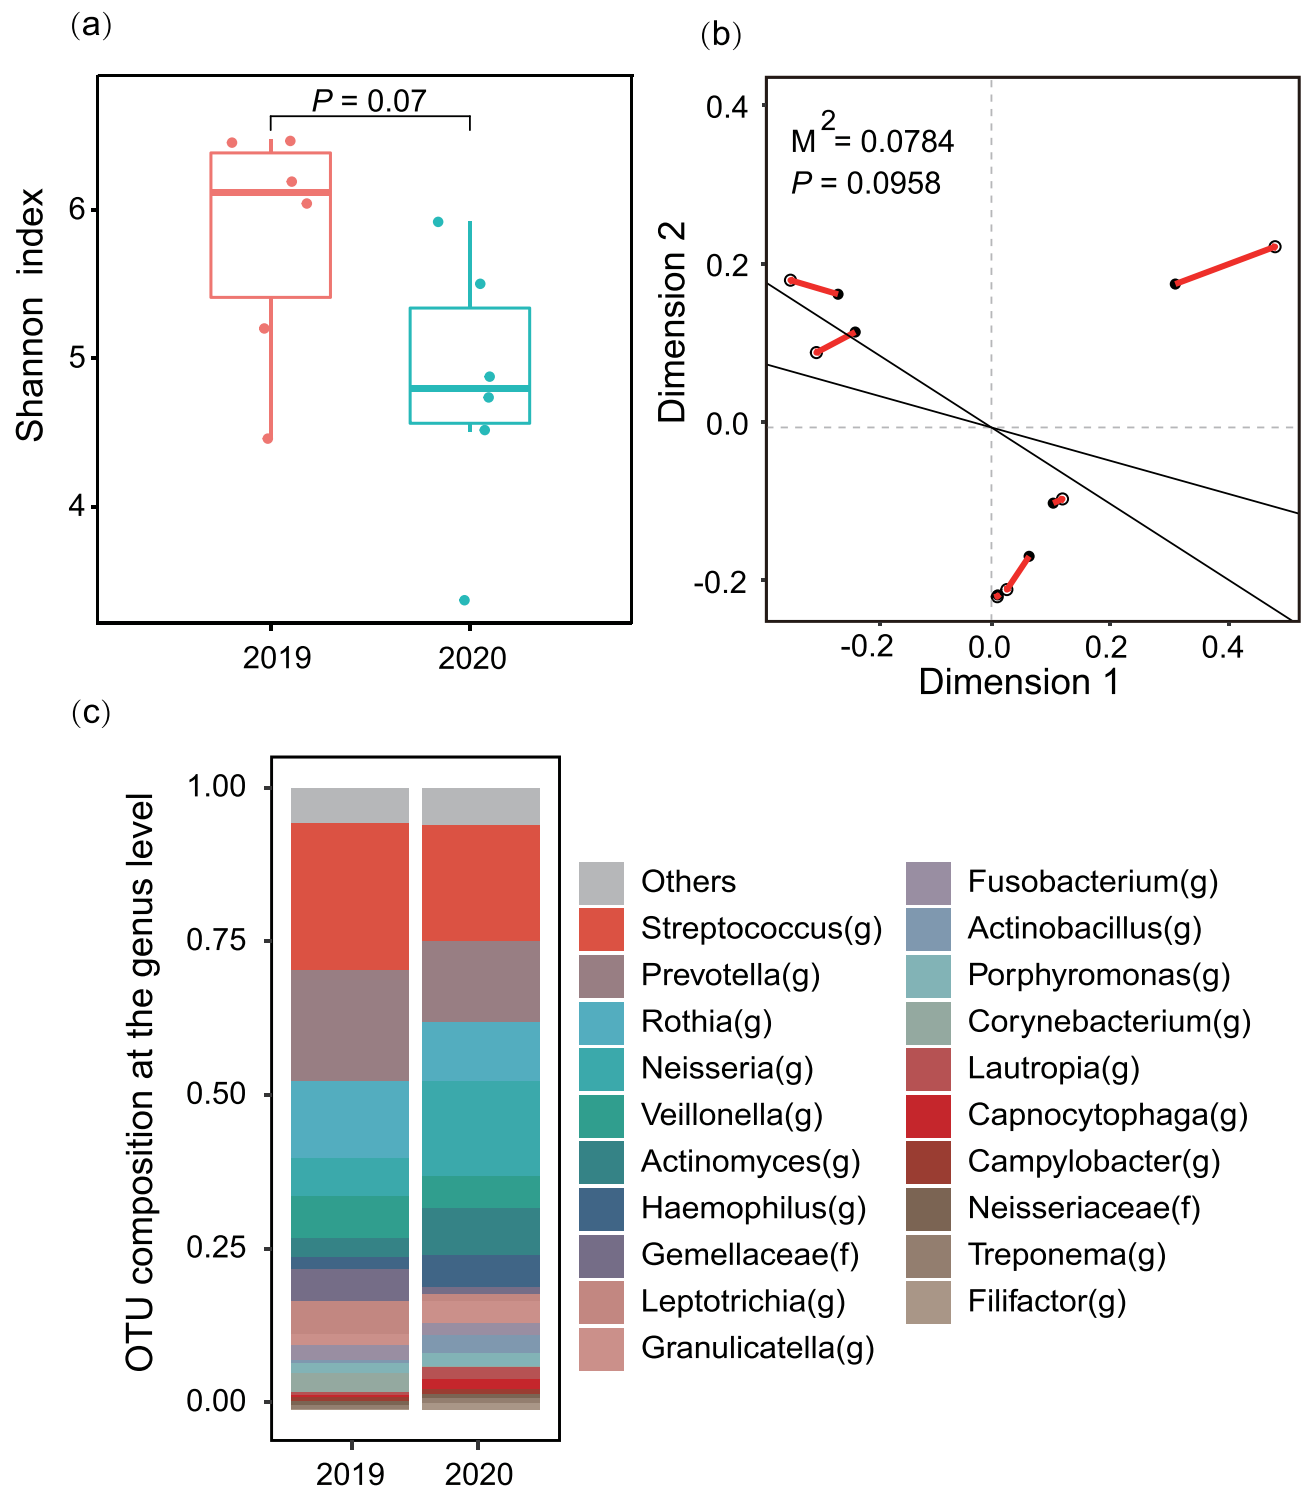 (a)
P = 0.07
Shannon index
6
5
4
2019
2020
(b)
M2= 0.0784
P = 0.0958
Dimension 2
0.4
0.2
0.0
-0.2
-0.2
0.0
0.2
0.4
Dimension 1
(c)
OTU composition at the genus level
1.00
0.75
0.50
0.25
0.00
2019
2020
Others
Streptococcus(g)
Prevotella(g)
Rothia(g)
Neisseria(g)
Veillonella(g)
Actinomyces(g)
Haemophilus(g)
Gemellaceae(f)
Leptotrichia(g)
Granulicatella(g)
Fusobacterium(g)
Actinobacillus(g)
Porphyromonas(g)
Corynebacterium(g)
Lautropia(g)
Capnocytophaga(g)
Campylobacter(g)
Neisseriaceae(f)
Treponema(g)
Filifactor(g)